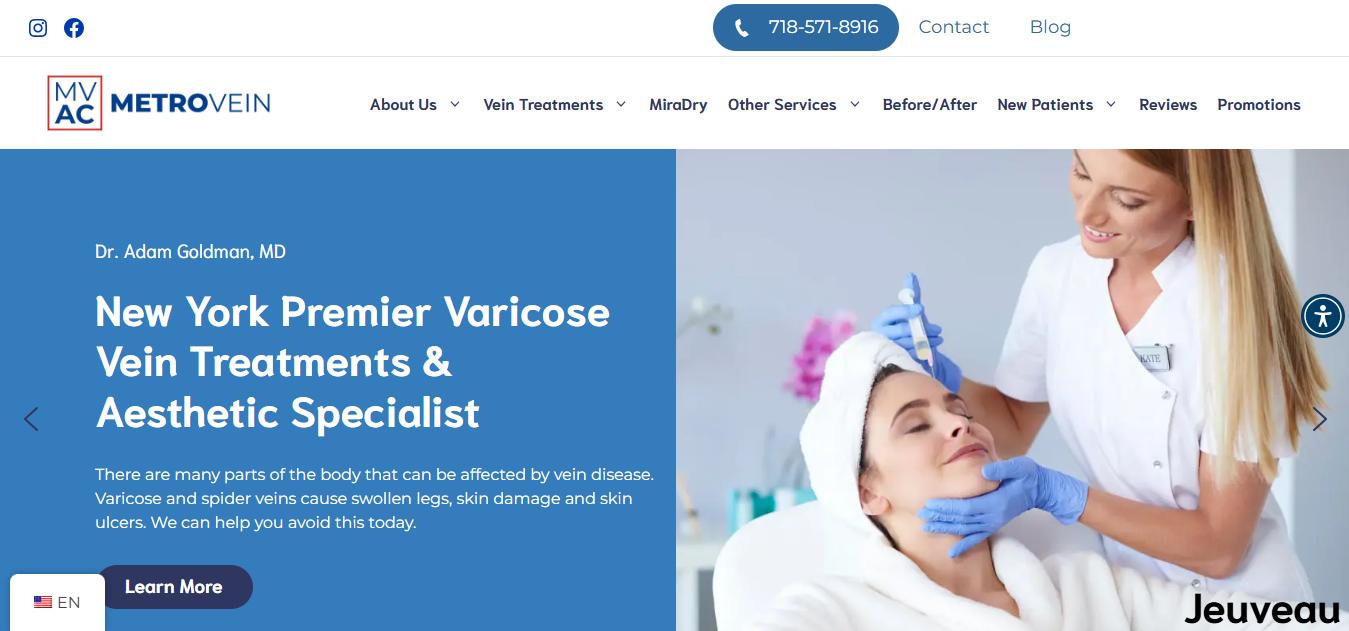 718-571-8916
Contact
Blog
MV
AC
METROVEIN
About Us
Vein Treatments
MiraDry
Other Services
Before/After
New Patients
Reviews
Promotions
Dr. Adam Goldman, MD
New York Premier Varicose
Vein Treatments &
Aesthetic Specialist
There are many parts of the body that can be affected by vein disease.
Varicose and spider veins cause swollen legs, skin damage and skin
ulcers. We can help you avoid this today.
Learn More
EN
KATE
Jeuveau